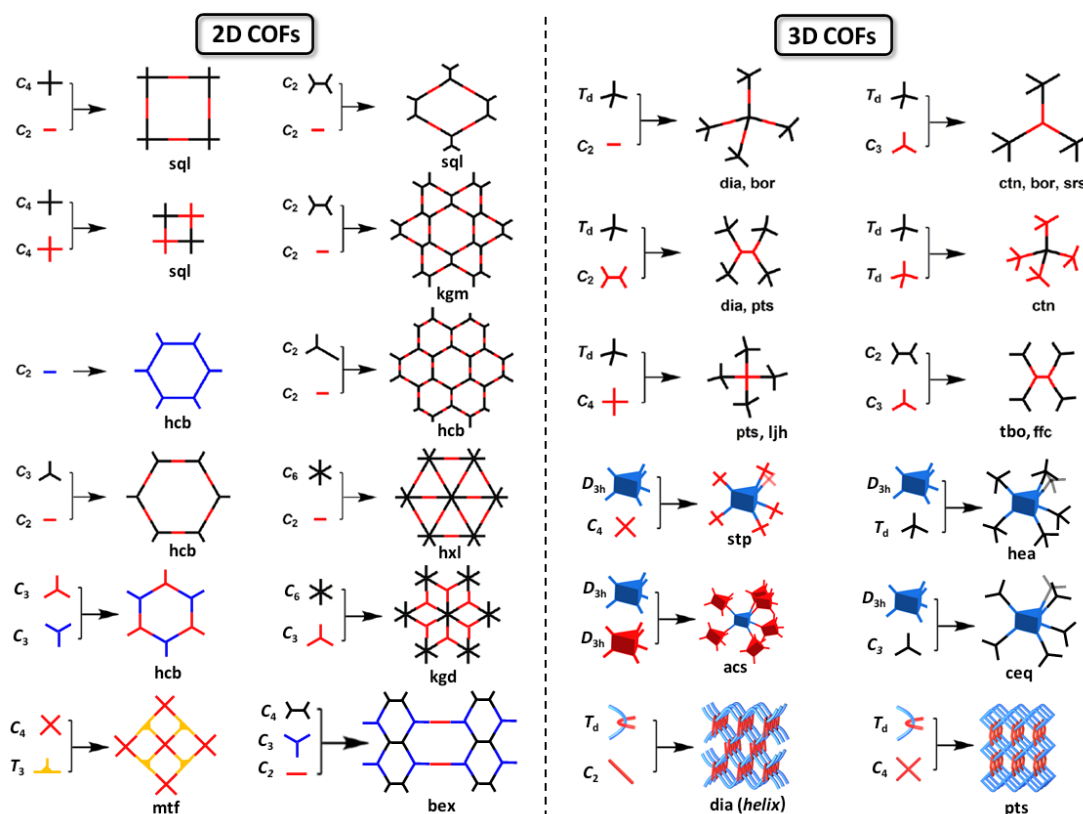 2D COFs
C4
C2
sql
C2
C2
sql
C4
C4
sql
C2
C2
kgm
C2
hcb
C2
C2
hcb
C3
C2
hcb
C6
C2
hxl
C3
C3
hcb
C6
C3
kgd
C4
T3
mtf
C4
C3
C2
bex
3D COFs
Td
C2
dia, bor
Td
C3
ctn, bor, srs
Td
C2
dia, pts
Td
Td
ctn
Td
C4
pts, ljh
C2
C3
tbo, ffc
D3h
C4
stp
D3h
Td
hea
D3h
D3h
acs
D3h
C3
ceq
Td
C2
dia (helix)
Td
C4
pts